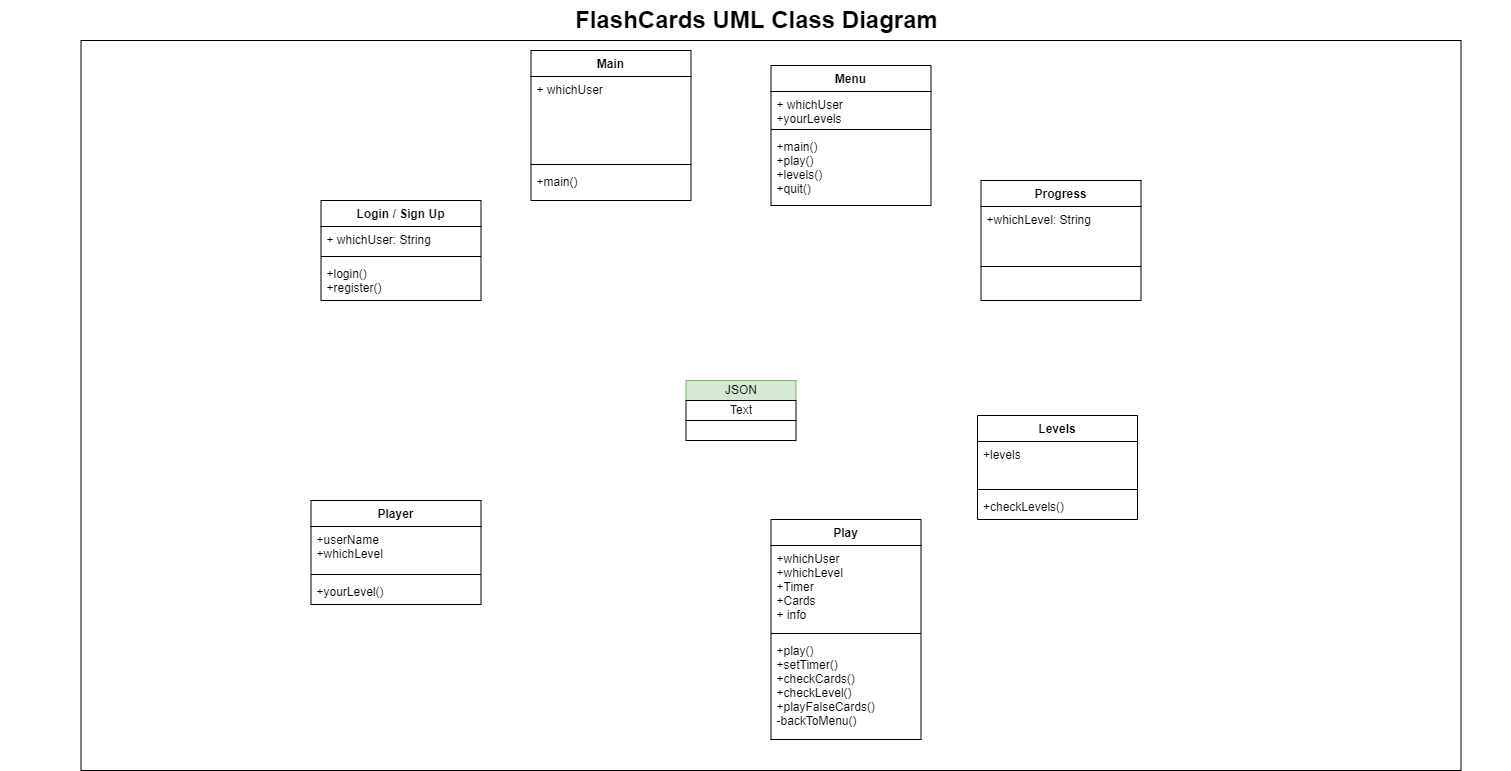 FlashCards UML Class Diagram
Main
+ whichUser
+main()
Menu
+ whichUser
+yourLevels
+main()
+play()
+levels()
+quit()
Progress
+whichLevel: String
Login / Sign Up
+ whichUser: String
+login()
+register()
JSON
Text
Levels
+levels
+checkLevels()
Player
+userName
+whichLevel
+yourLevel()
Play
+whichUser
+whichLevel
+Timer
+Cards
+ info
+play()
+setTimer()
+checkCards()
+checkLevel()
+playFalseCards()
-backToMenu()